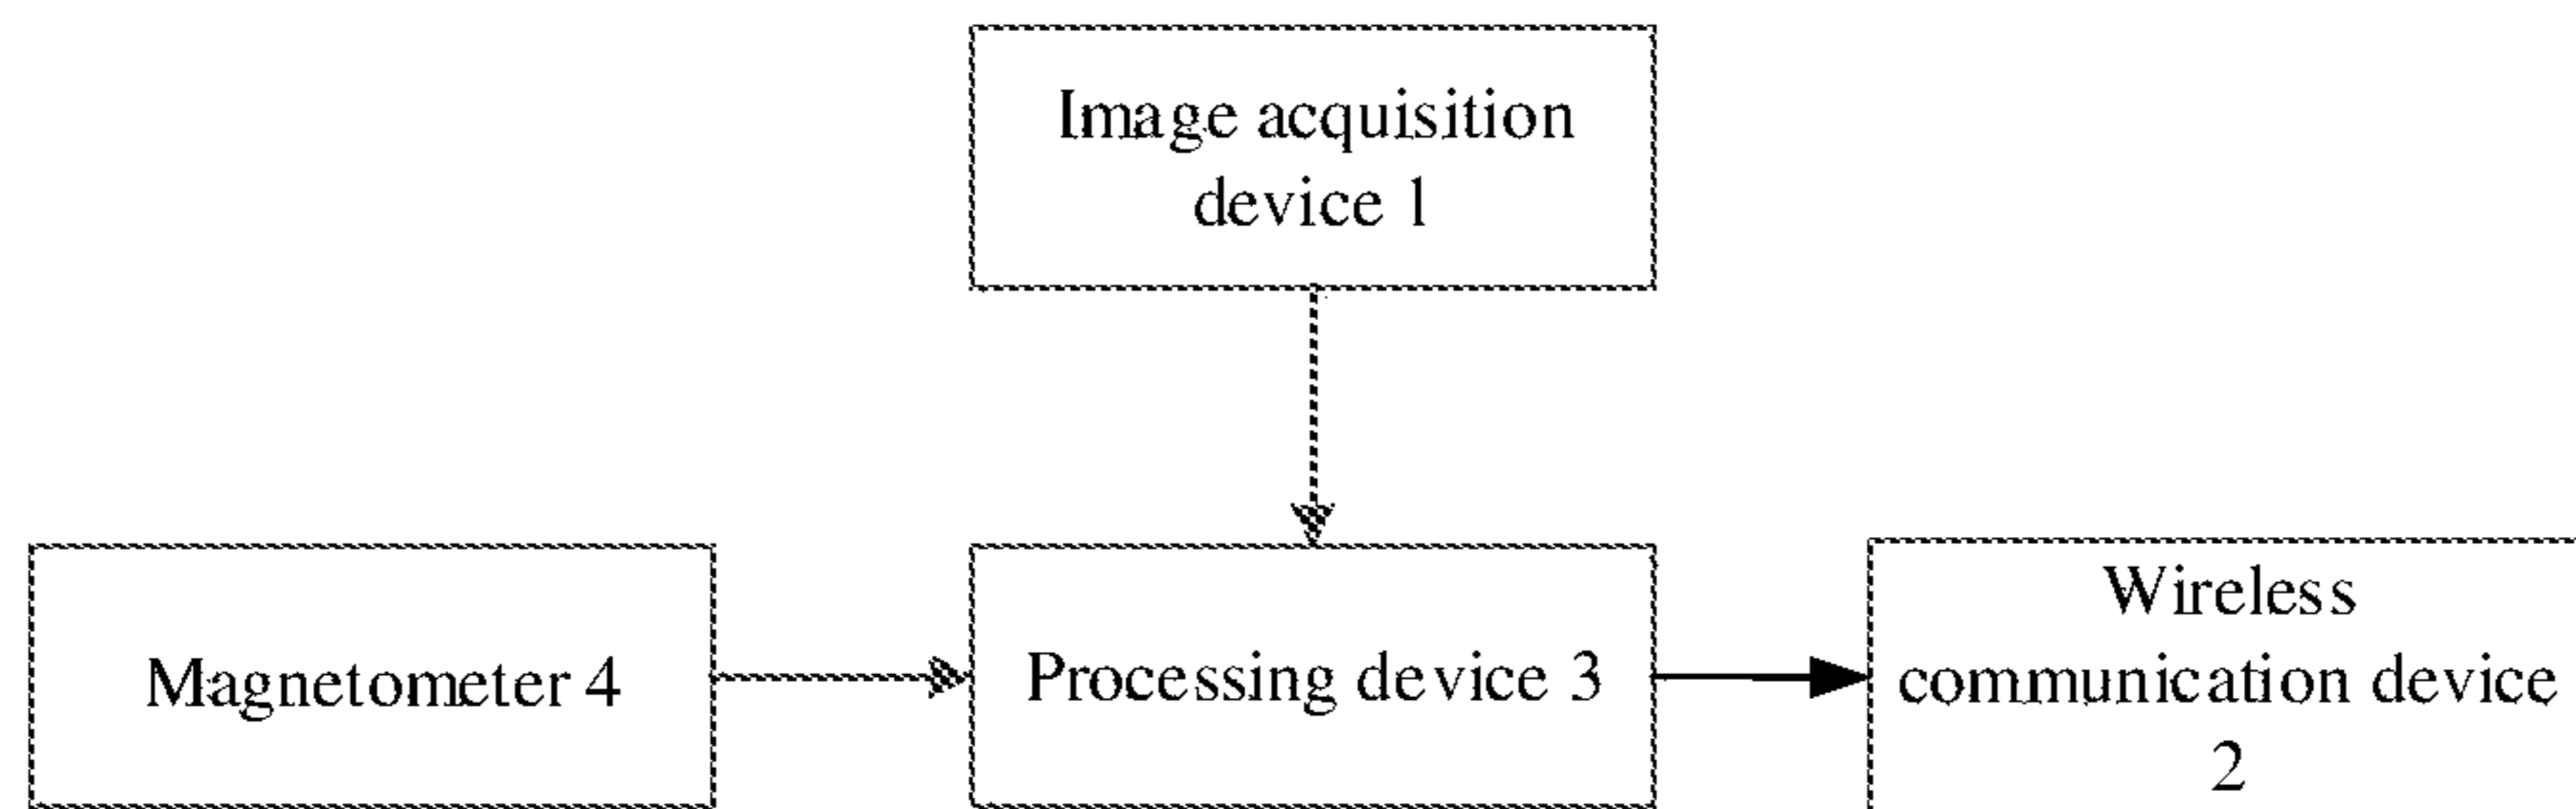 Image acquisition
device 1
Magnetometer 4
Processing device 3
Wireless
communication device
2